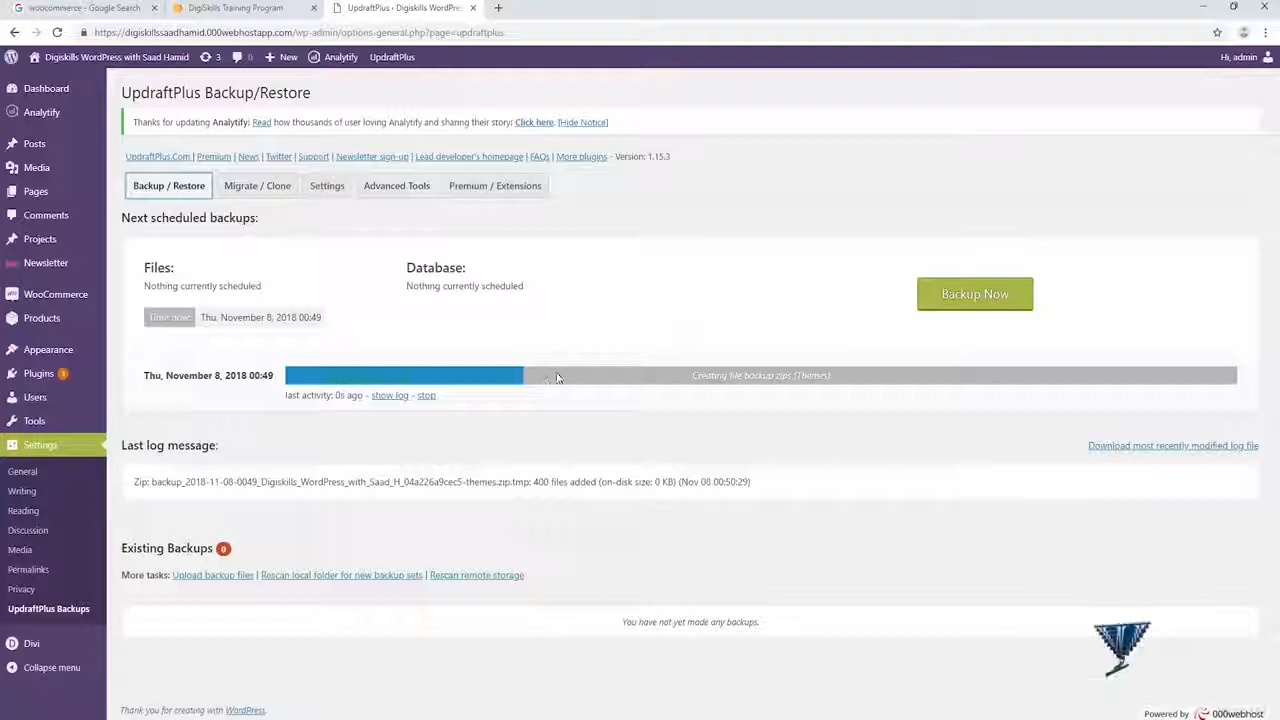 woocommerce - Google Search
DigiSkills Training Program
UpdraftPlus ‹ Digiskills WordPres
https://digiskillssaadhamid.000webhostapp.com/wp-admin/options-general.php?page=updraftplus
Digiskills WordPress with Saad Hamid 3 0 New Analytify UpdraftPlus Hi, admin
Dashboard
Analytify
Posts
Media
Pages
Comments
Projects
Newsletter
WooCommerce
Products
Appearance
Plugins
Users
Tools
Settings
General
Writing
Reading
Discussion
Media
Permalinks
Privacy
UpdraftPlus Backups
Divi
Collapse menu
UpdraftPlus Backup/Restore
Thanks for updating Analytify: Read how thousands of user loving Analytify and sharing their story: Click here. [Hide Notice]
UpdraftPlus.Com | Premium | News | Twitter | Support | Newsletter sign-up | Lead developer's homepage | FAQs | More plugins - Version: 1.15.3
Backup / Restore Migrate / Clone Settings Advanced Tools Premium / Extensions
Next scheduled backups:
Files: Database:
Nothing currently scheduled Nothing currently scheduled
Backup Now
Time now: Thu, November 8, 2018 00:49
Thu, November 8, 2018 00:49 Creating file backup zips (Themes)
last activity: 0s ago - show log - stop
Last log message: Download most recently modified log file
Zip: backup_2018-11-08-0049_Digiskills_WordPress_with_Saad_H_04a226a9cec5-themes.zip.tmp: 400 files added (on-disk size: 0 KB) (Nov 08 00:50:29)
Existing Backups 0
More tasks: Upload backup files | Rescan local folder for new backup sets | Rescan remote storage
You have not yet made any backups.
Thank you for creating with WordPress.
Powered by 000webhost